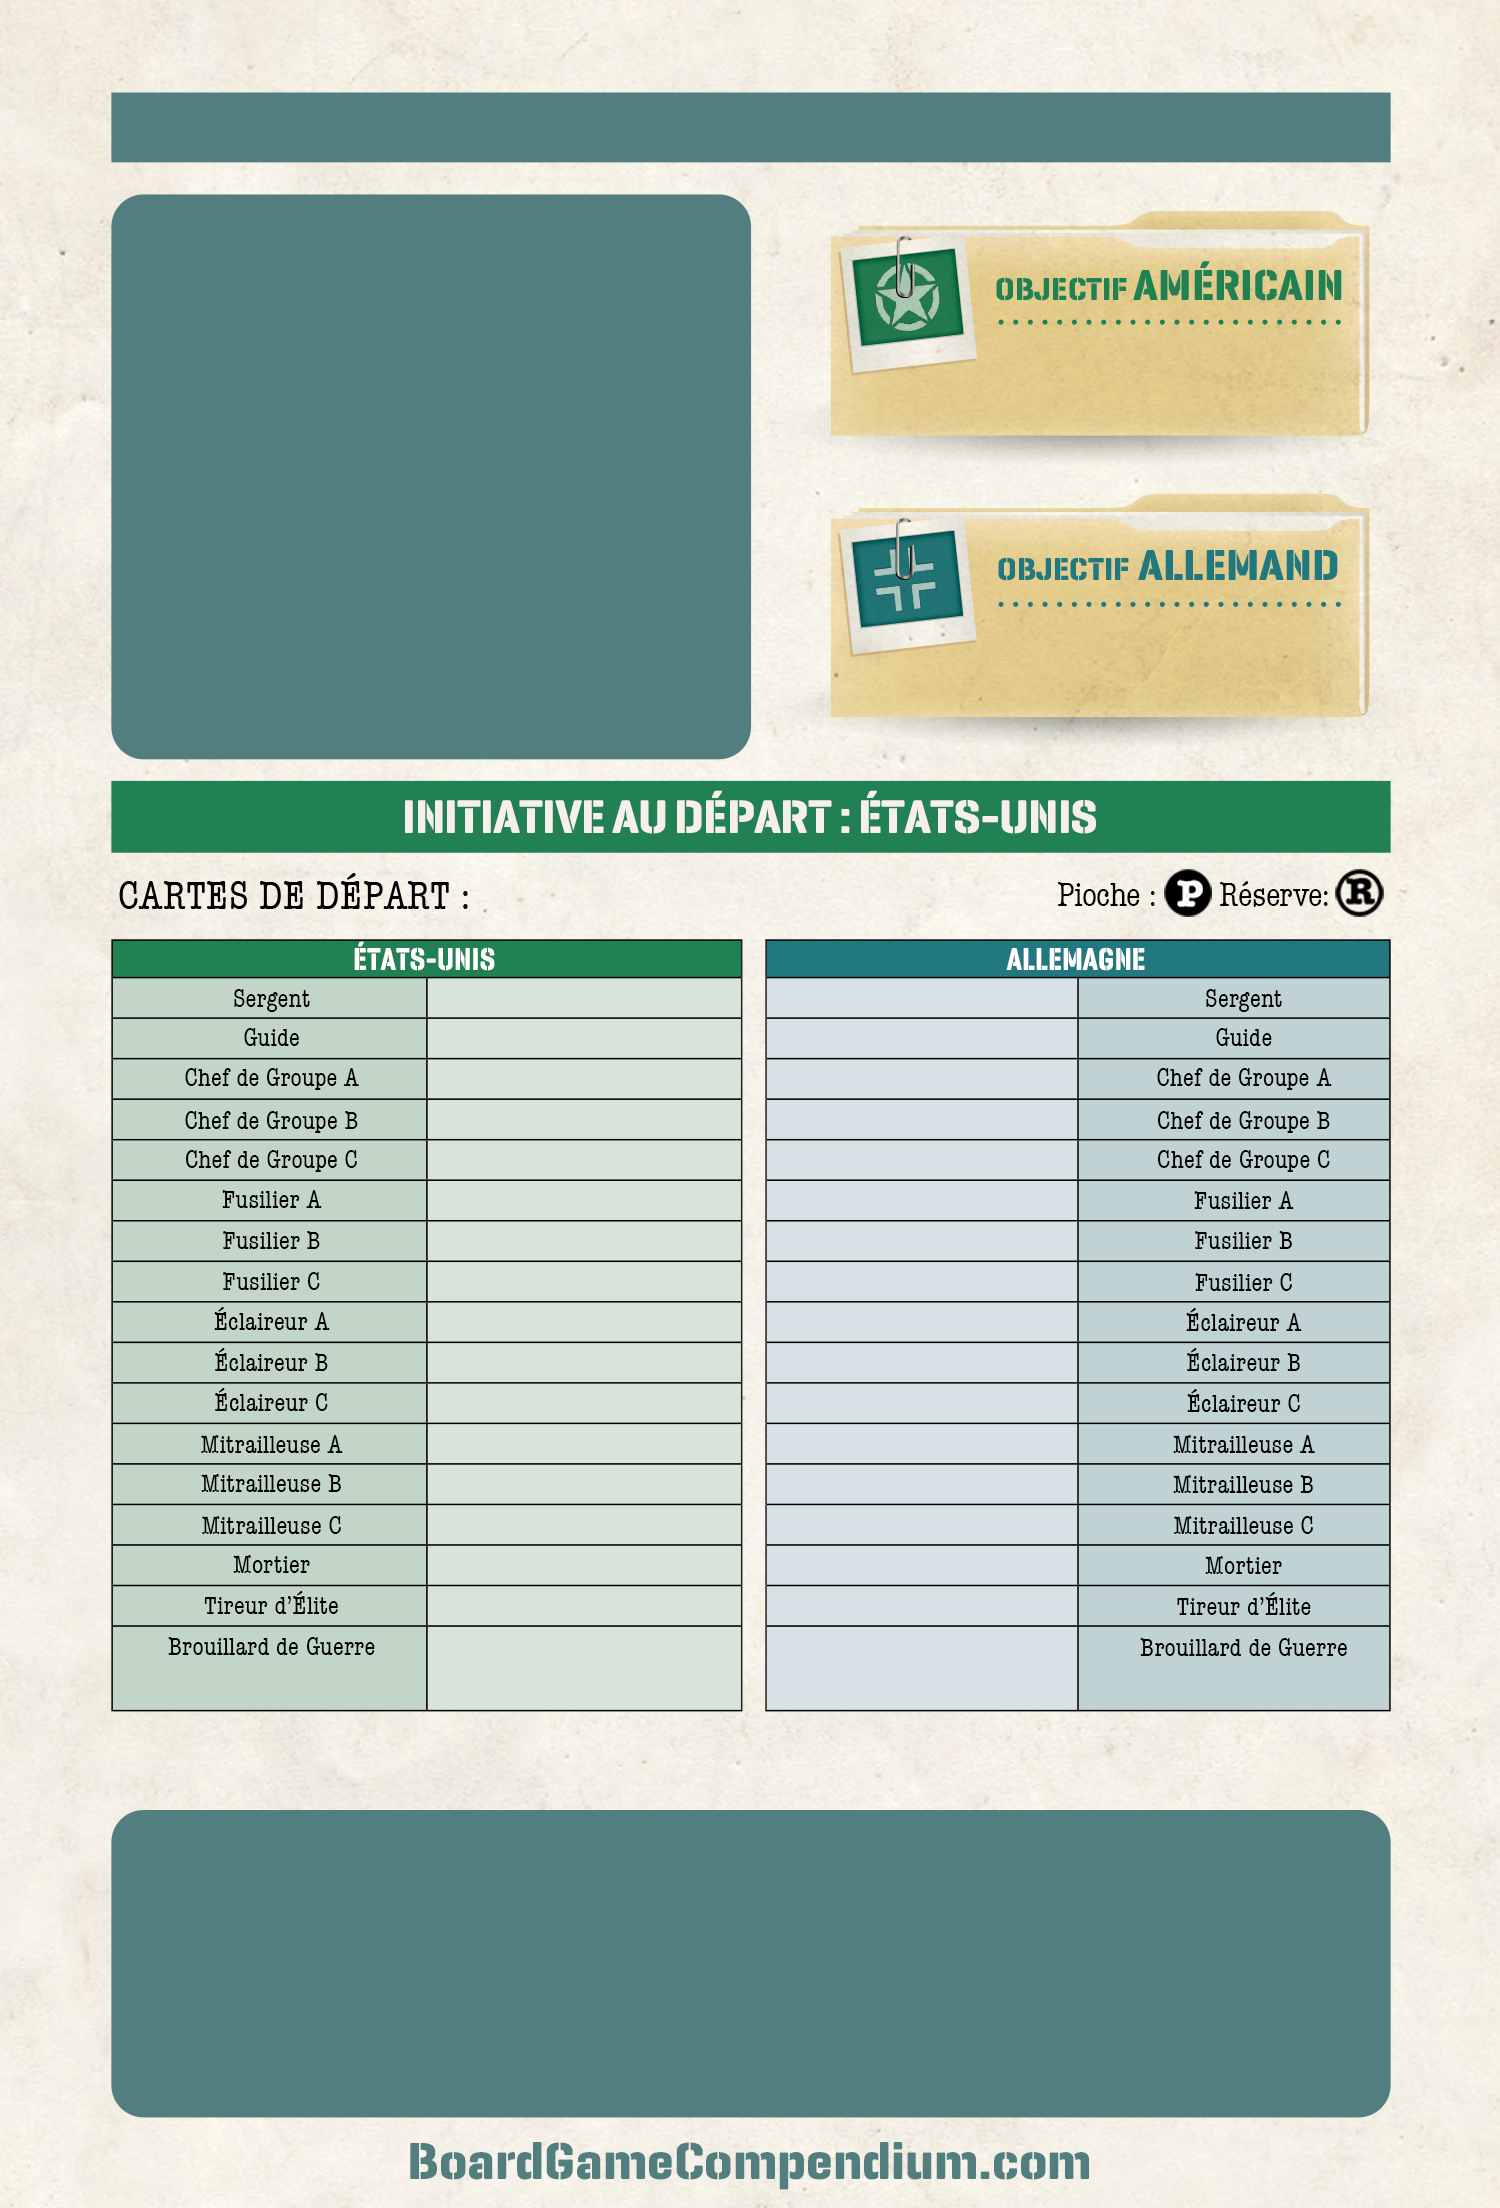 OBJECTIF AMÉRICAIN
OBJECTIF ALLEMAND
INITIATIVE AU DÉPART : ÉTATS-UNIS
CARTES DE DÉPART :
Pioche : P Réserve: R
ÉTATS-UNIS
Sergent
Guide
Chef de Groupe A
Chef de Groupe B
Chef de Groupe C
Fusilier A
Fusilier B
Fusilier C
Éclaireur A
Éclaireur B
Éclaireur C
Mitrailleuse A
Mitrailleuse B
Mitrailleuse C
Mortier
Tireur d'Élite
Brouillard de Guerre
ALLEMAGNE
Sergent
Guide
Chef de Groupe A
Chef de Groupe B
Chef de Groupe C
Fusilier A
Fusilier B
Fusilier C
Éclaireur A
Éclaireur B
Éclaireur C
Mitrailleuse A
Mitrailleuse B
Mitrailleuse C
Mortier
Tireur d'Élite
Brouillard de Guerre
BoardGameCompendium.com